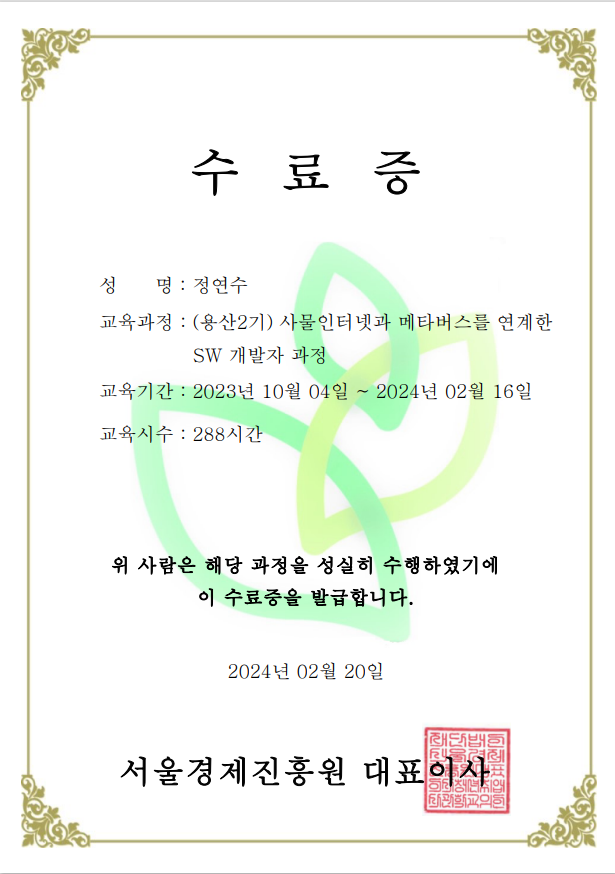 수 료 증
성 명 : 정연수
교육과정 : (용산2기) 사물인터넷과 메타버스를 연계한
SW 개발자 과정
교육기간 : 2023년 10월 04일 ~ 2024년 02월 16일
교육시수 : 288시간
위 사람은 해당 과정을 성실히 수행하였기에
이 수료증을 발급합니다.
2024년 02월 20일
서울경제진흥원 대표이사